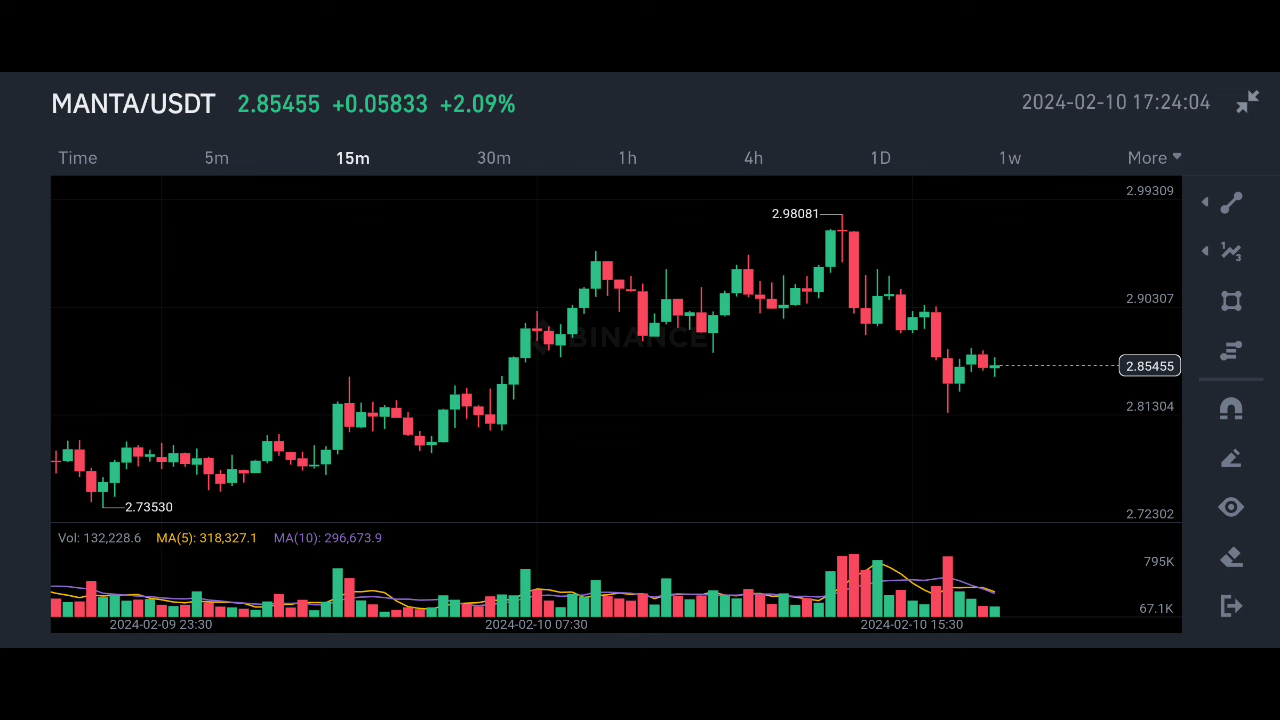 MANTA/USDT 2.85455 +0.05833 +2.09% 2024-02-10 17:24:04
Time 5m 15m 30m 1h 4h 1D 1w More
2.99309
2.98081
2.90307
BINANCE
2.85455
2.81304
2.73530
2.72302
Vol: 132,228.6 MA(5): 318,327.1 MA(10): 296,673.9
795K
67.1K
2024-02-09 23:30 2024-02-10 07:30 2024-02-10 15:30